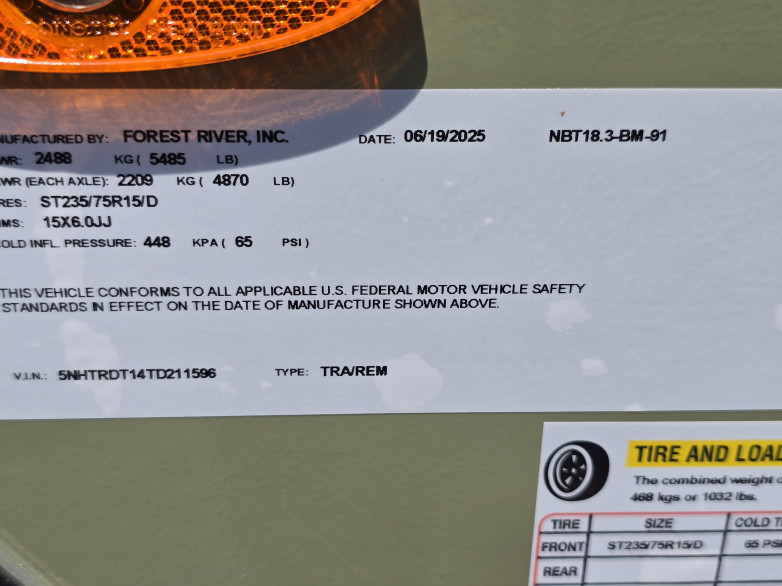 NUFACTURED BY: FOREST RIVER, INC. DATE: 06/19/2025 NBT18.3-BM-91
WR: 2488 KG ( 5485 LB)
WR (EACH AXLE): 2209 KG ( 4870 LB)
RES: ST235/75R15/D
MS: 15X6.0JJ
OLD INFL. PRESSURE: 448 KPA ( 65 PSI )
THIS VEHICLE CONFORMS TO ALL APPLICABLE U.S. FEDERAL MOTOR VEHICLE SAFETY
STANDARDS IN EFFECT ON THE DATE OF MANUFACTURE SHOWN ABOVE.
V.I.N.: 5NHTRDT14TD211596 TYPE: TRA/REM
TIRE AND LOA
The combined weight
468 kgs or 1032 lbs.
TIRE SIZE COLD T
FRONT ST235/75R15/D 65 PS
REAR